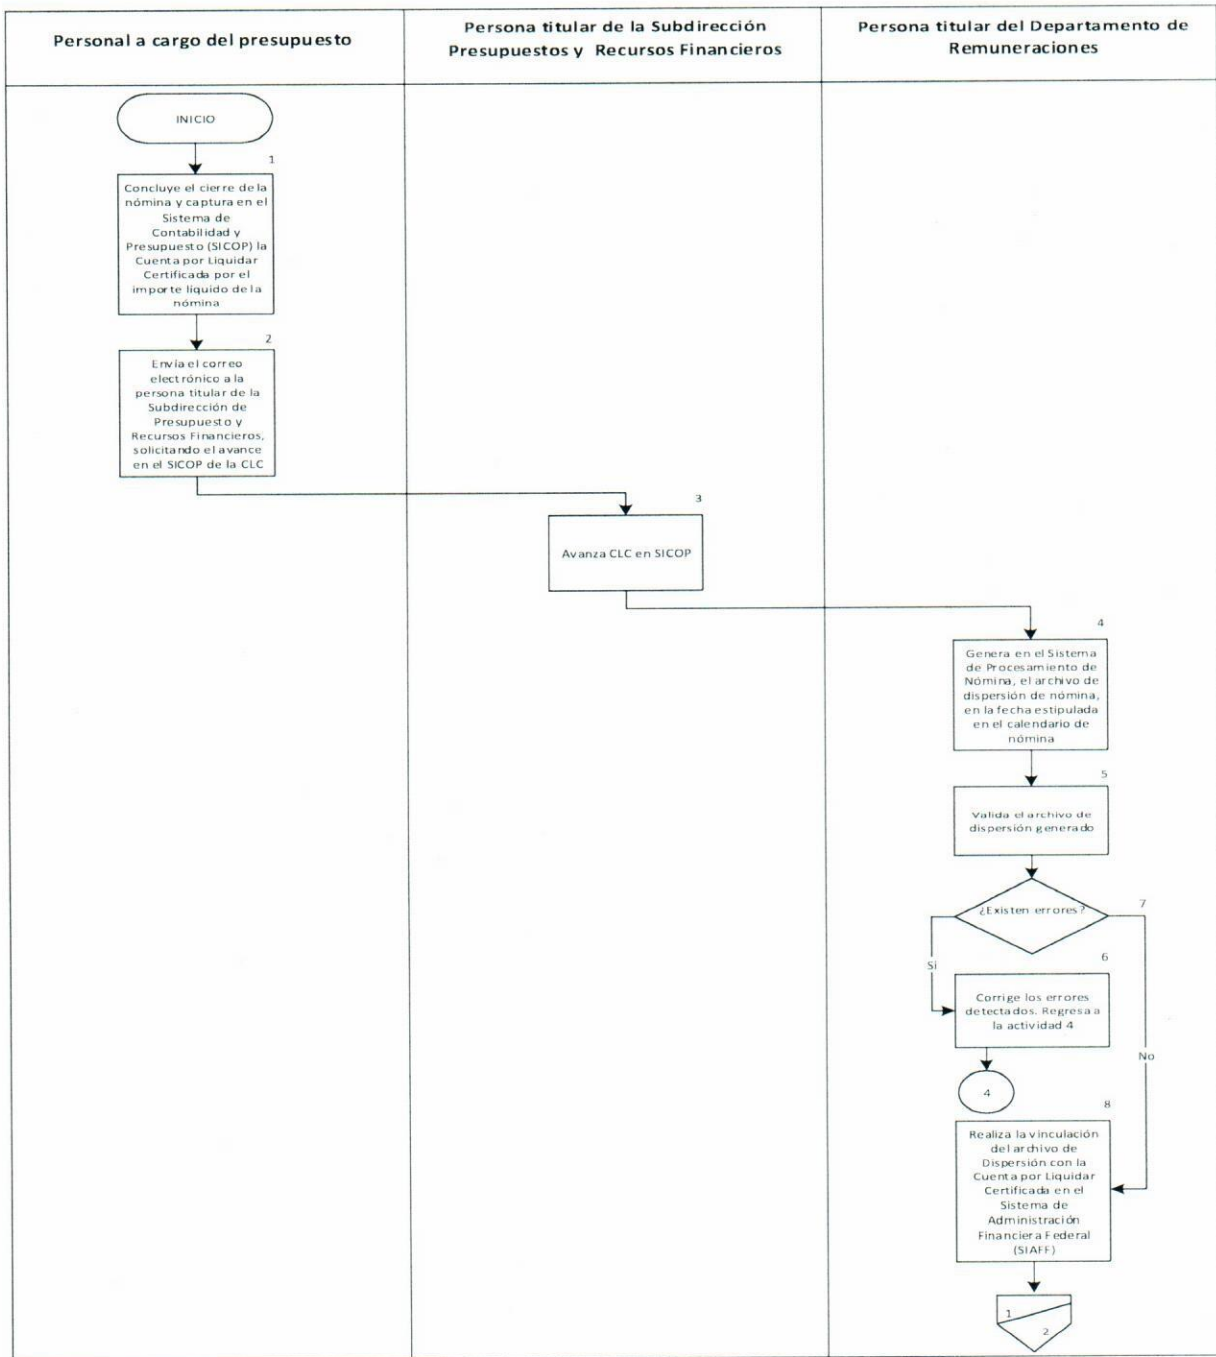 Personal a cargo del presupuesto
Persona titular de la Subdirección
Presupuestos y Recursos Financieros
Persona titular del Departamento de
Remuneraciones
INICIO
1
Concluye el cierre de la
nómina y captura en el
Sistema de
Contabilidad y
Presupuesto (SICOP) la
Cuenta por Liquidar
Certificada por el
importe líquido de la
nómina
2
Envía el correo
electrónico a la
persona titular de la
Subdirección de
Presupuesto y
Recursos Financieros,
solicitando el avance
en el SICOP de la CLC
3
Avanza CLC en SICOP
4
Genera en el Sistema
de Procesamiento de
Nómina, el archivo de
dispersión de nómina,
en la fecha estipulada
en el calendario de
nómina
5
Valida el archivo de
dispersión generado
¿Existen errores?
7
Si
6
Corrige los errores
detectados. Regresa a
la actividad 4
No
4
8
Realiza la vinculación
del archivo de
Dispersión con la
Cuenta por Liquidar
Certificada en el
Sistema de
Administración
Financiera Federal
(SIAFF)
1
2